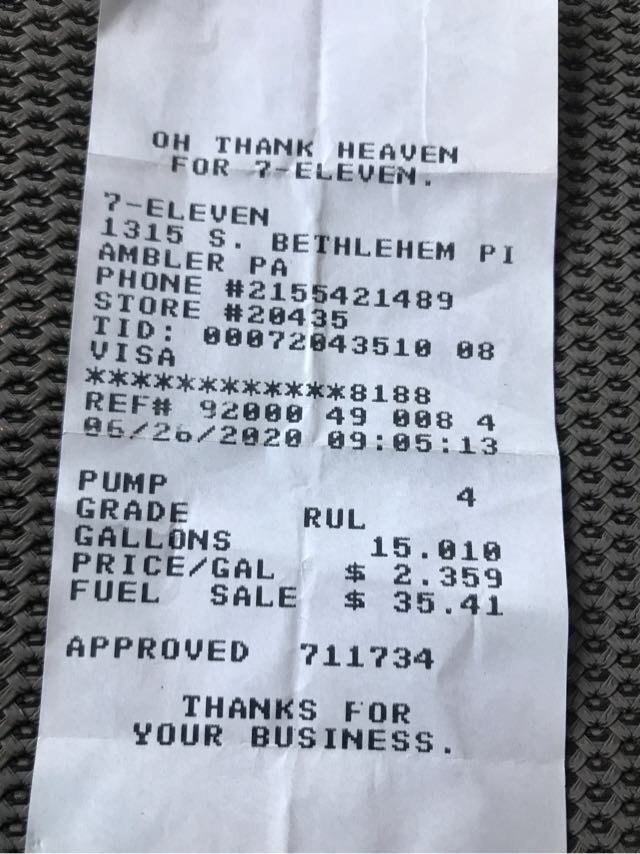 OH THANK HEAVEN
FOR 7-ELEVEN.
7-ELEVEN
1315 S. BETHLEHEM PI
AMBLER PA
PHONE #2155421489
STORE #20435
TID: 00072043510 08
VISA
************8188
REF# 92000 49 008 4
06/26/2020 09:05:13
PUMP 4
GRADE RUL
GALLONS 15.010
PRICE/GAL $ 2.359
FUEL SALE $ 35.41
APPROVED 711734
THANKS FOR
YOUR BUSINESS.